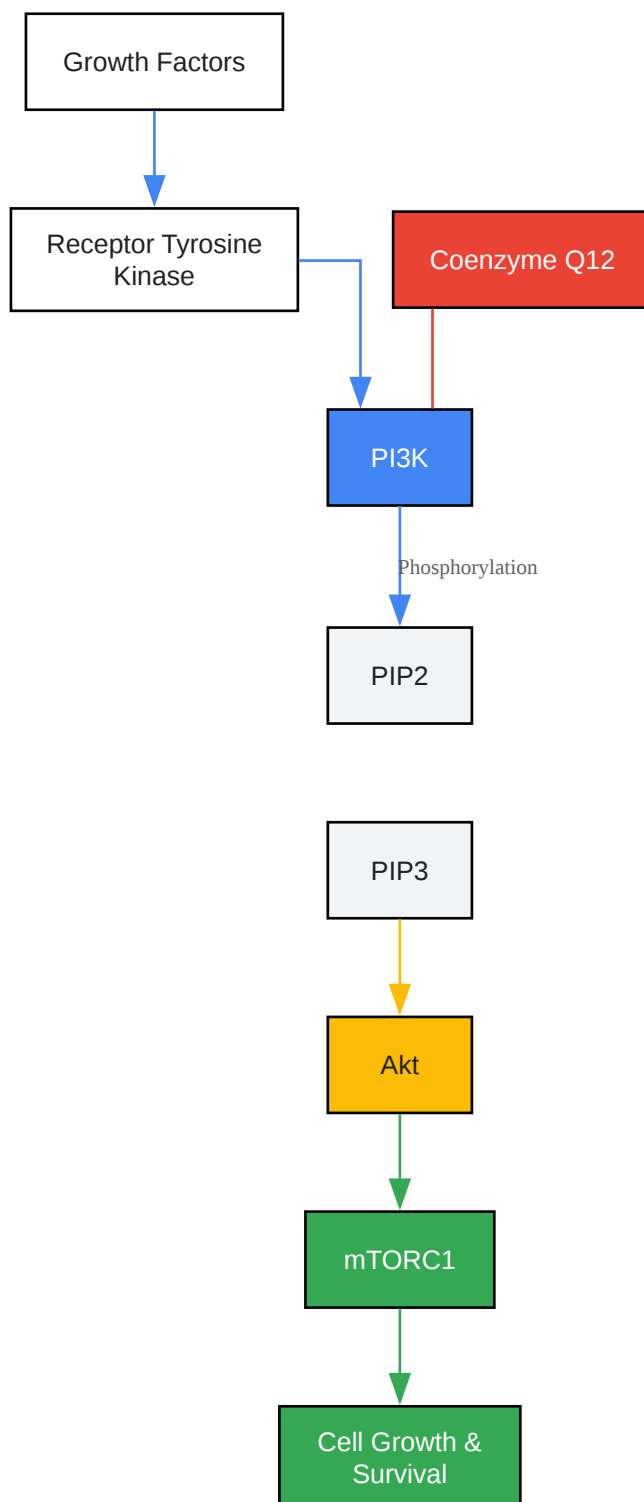 Growth Factors
Receptor Tyrosine
Kinase
Coenzyme Q12
PI3K
Phosphorylation
PIP2
PIP3
Akt
mTORC1
Cell Growth &
Survival